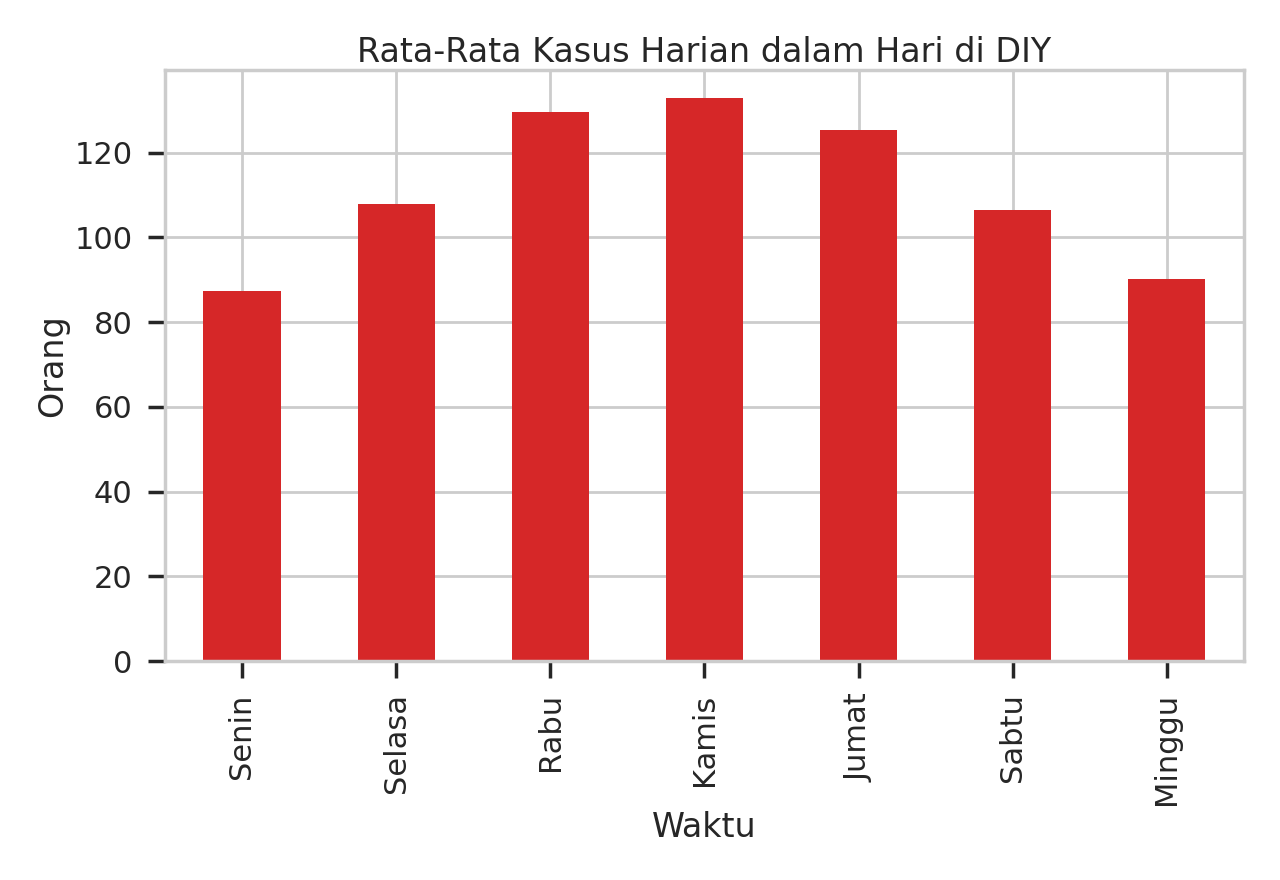 Rata-Rata Kasus Harian dalam Hari di DIY
120
100
80
60
40
20
0
Orang
Senin
Selasa
Rabu
Kamis
Jumat
Sabtu
Minggu
Waktu